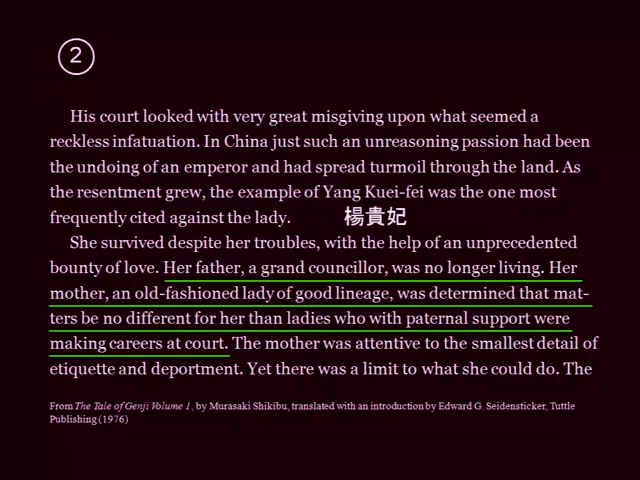 2
His court looked with very great misgiving upon what seemed a
reckless infatuation. In China just such an unreasoning passion had been
the undoing of an emperor and had spread turmoil through the land. As
the resentment grew, the example of Yang Kuei-fei was the one most
frequently cited against the lady. 楊貴妃
She survived despite her troubles, with the help of an unprecedented
bounty of love. Her father, a grand councillor, was no longer living. Her
mother, an old-fashioned lady of good lineage, was determined that mat-
ters be no different for her than ladies who with paternal support were
making careers at court. The mother was attentive to the smallest detail of
etiquette and deportment. Yet there was a limit to what she could do. The
From The Tale of Genji Volume 1, by Murasaki Shikibu, translated with an introduction by Edward G. Seidensticker, Tuttle
Publishing (1976)